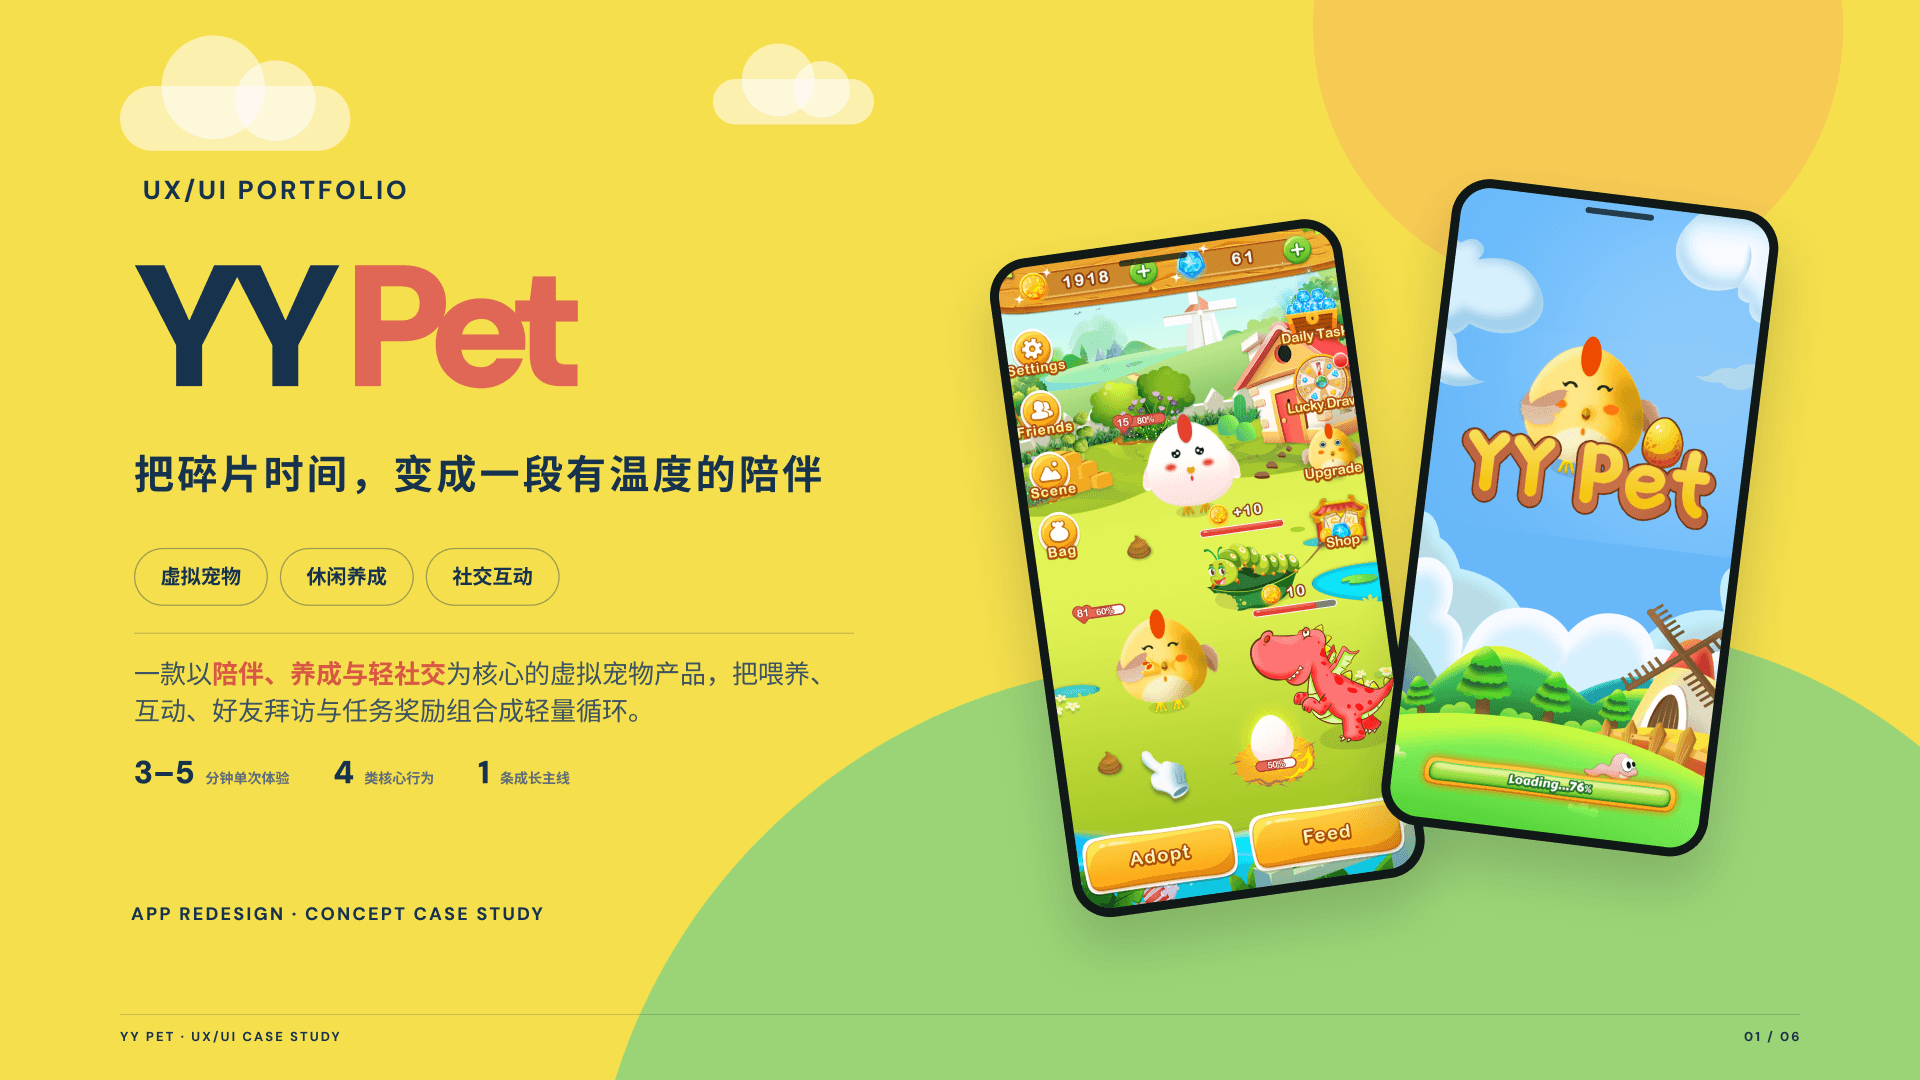 UX/UI PORTFOLIO
YY Pet
把碎片时间，变成一段有温度的陪伴
虚拟宠物
休闲养成
社交互动
一款以陪伴、养成与轻社交为核心的虚拟宠物产品，把喂养、
互动、好友拜访与任务奖励组合成轻量循环。
3–5 分钟单次体验
4 类核心行为
1 条成长主线
APP REDESIGN · CONCEPT CASE STUDY
1918
61
Settings
Daily Task
Friends
Lucky Draw
15 80%
Scene
Upgrade
+10
Bag
Shop
10
81 60%
50%
Adopt
Feed
YY Pet
Loading...76%
YY PET · UX/UI CASE STUDY
01 / 06